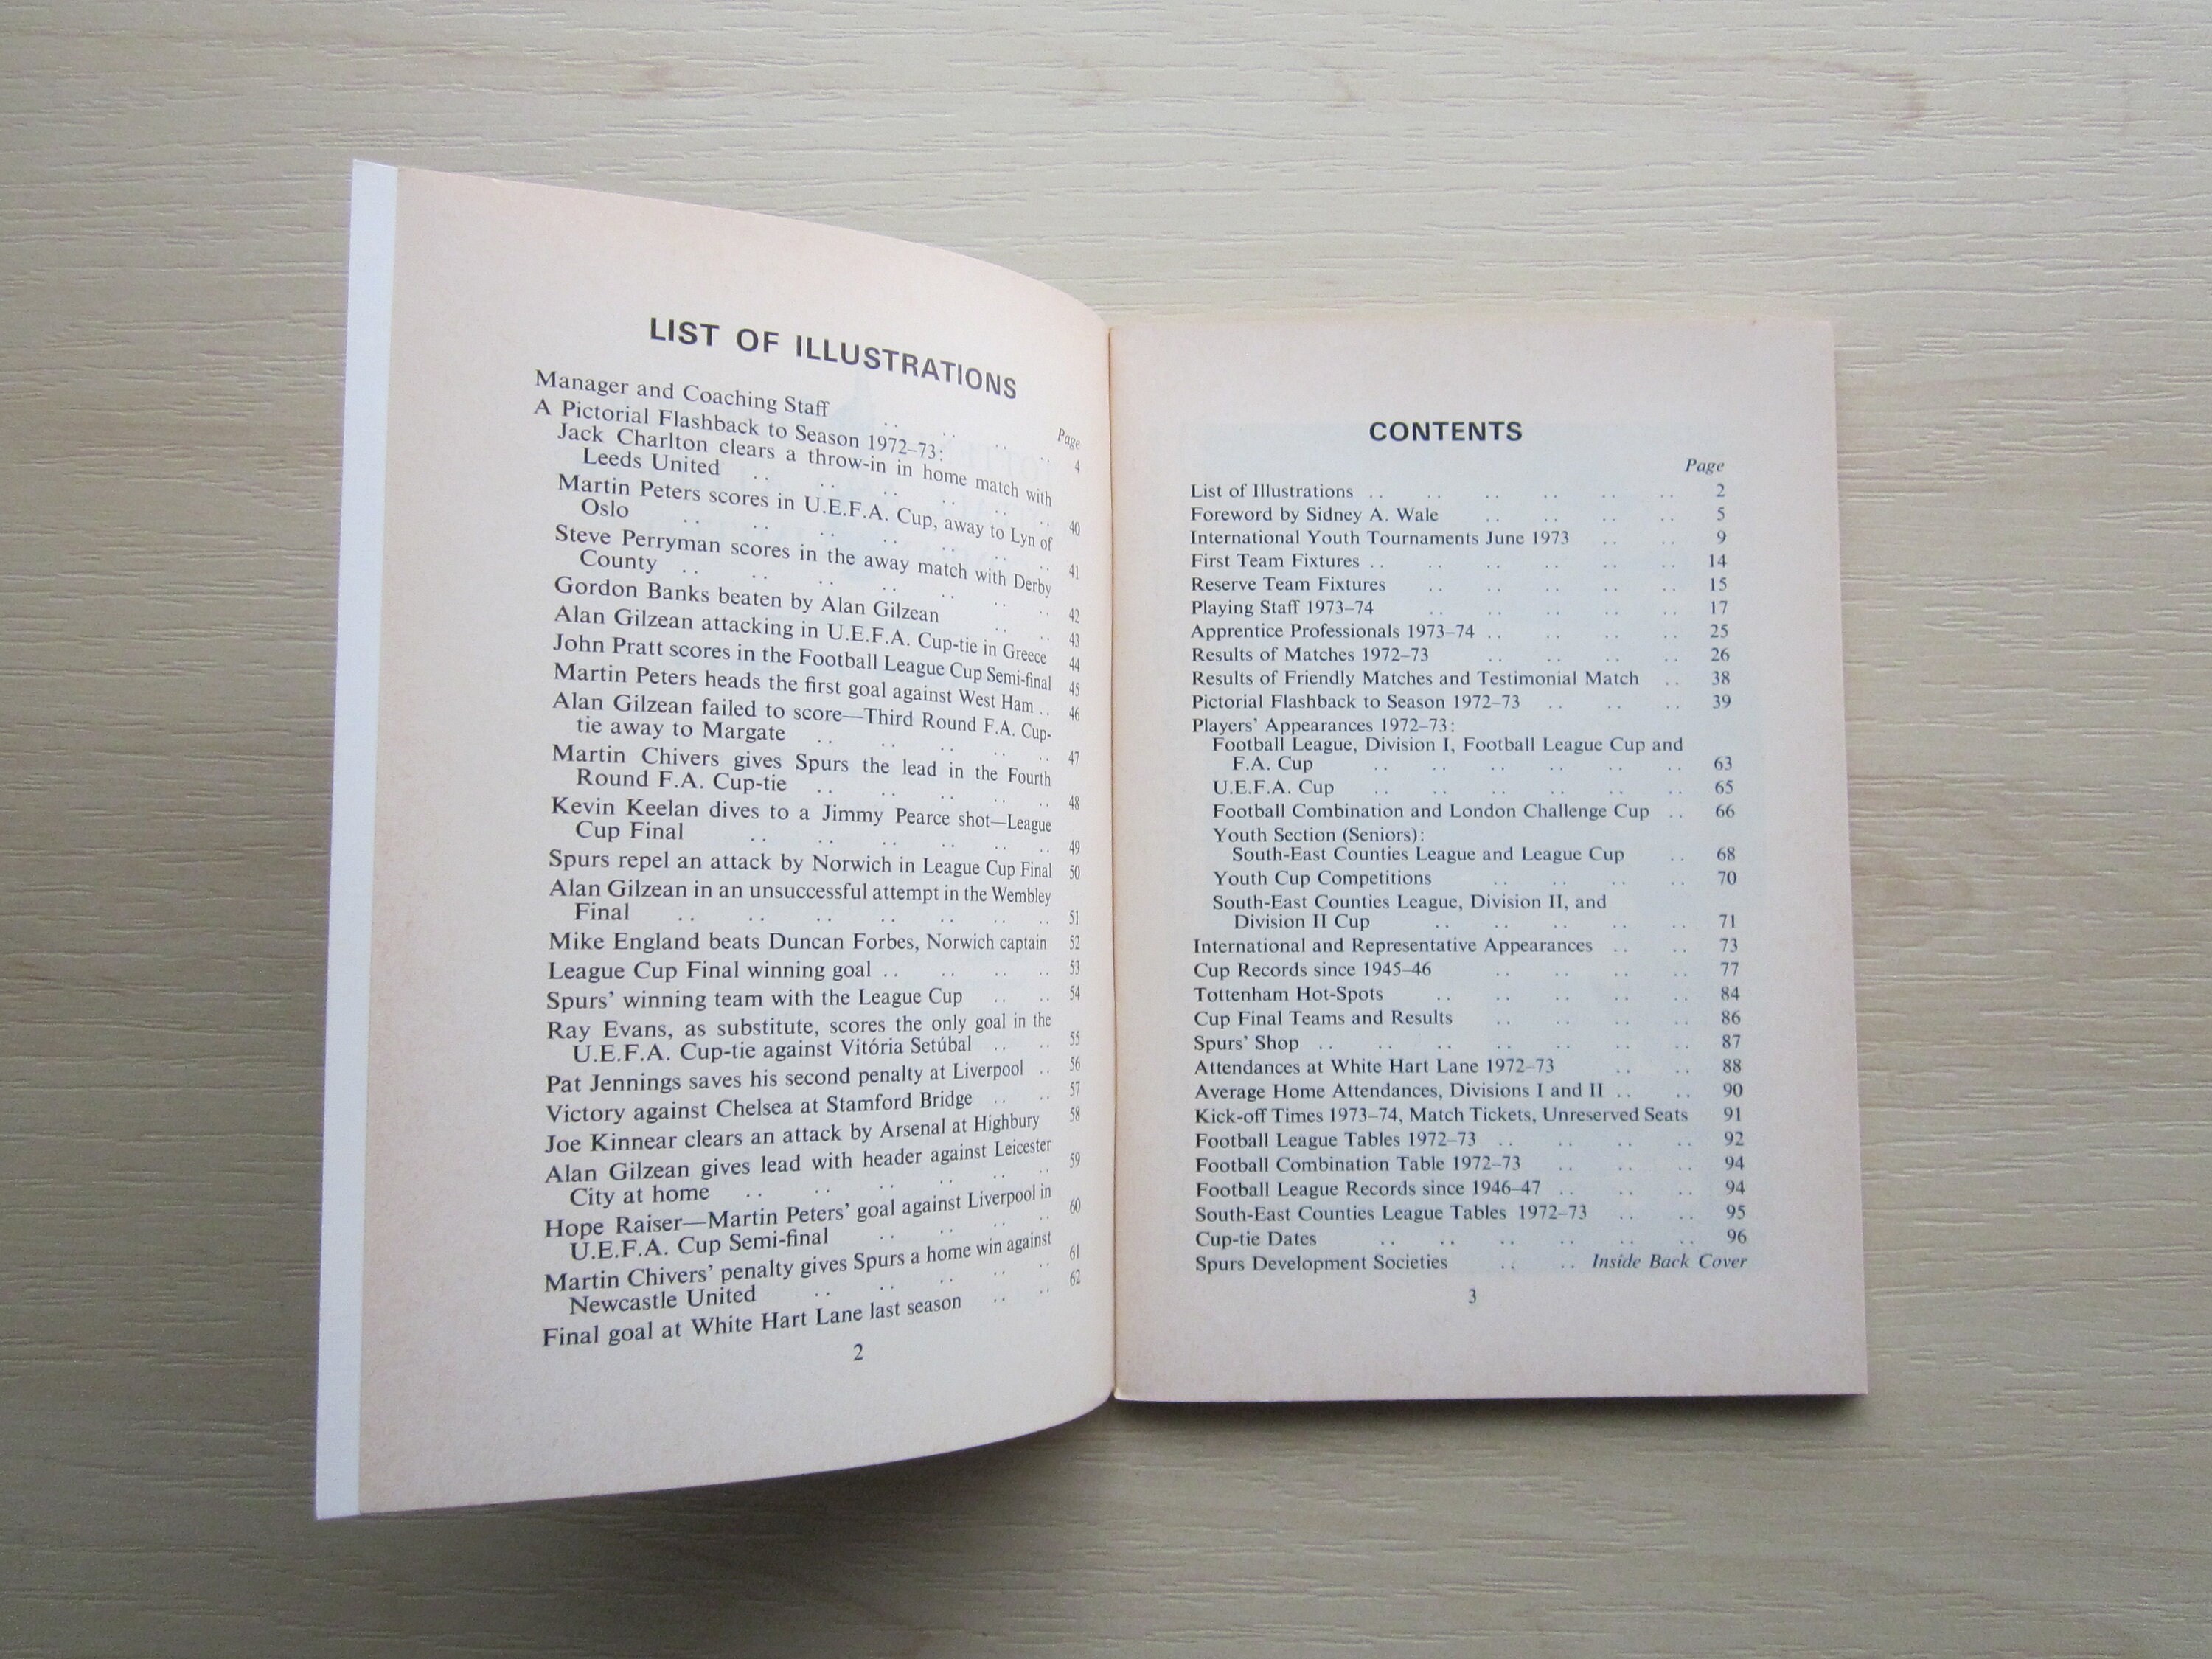 LIST OF ILLUSTRATIONS
Page
Manager and Coaching Staff .. .. .. .. 4
A Pictorial Flashback to Season 1972–73:
Jack Charlton clears a throw-in in home match with
Leeds United .. .. .. .. .. 40
Martin Peters scores in U.E.F.A. Cup, away to Lyn of
Oslo .. .. .. .. .. .. 41
Steve Perryman scores in the away match with Derby
County .. .. .. .. .. .. 42
Gordon Banks beaten by Alan Gilzean .. .. 43
Alan Gilzean attacking in U.E.F.A. Cup-tie in Greece 44
John Pratt scores in the Football League Cup Semi-final 45
Martin Peters heads the first goal against West Ham .. 46
Alan Gilzean failed to score—Third Round F.A. Cup-
tie away to Margate .. .. .. .. 47
Martin Chivers gives Spurs the lead in the Fourth
Round F.A. Cup-tie .. .. .. .. 48
Kevin Keelan dives to a Jimmy Pearce shot—League
Cup Final .. .. .. .. .. 49
Spurs repel an attack by Norwich in League Cup Final 50
Alan Gilzean in an unsuccessful attempt in the Wembley
Final .. .. .. .. .. .. 51
Mike England beats Duncan Forbes, Norwich captain 52
League Cup Final winning goal .. .. .. .. 53
Spurs' winning team with the League Cup .. .. 54
Ray Evans, as substitute, scores the only goal in the
U.E.F.A. Cup-tie against Vitória Setúbal .. .. 55
Pat Jennings saves his second penalty at Liverpool .. 56
Victory against Chelsea at Stamford Bridge .. .. 57
Joe Kinnear clears an attack by Arsenal at Highbury 58
Alan Gilzean gives lead with header against Leicester
City at home .. .. .. .. .. 59
Hope Raiser—Martin Peters' goal against Liverpool in
U.E.F.A. Cup Semi-final .. .. .. .. 60
Martin Chivers' penalty gives Spurs a home win against
Newcastle United .. .. .. .. 61
Final goal at White Hart Lane last season .. .. 62
2
CONTENTS
Page
List of Illustrations .. .. .. .. .. .. 2
Foreword by Sidney A. Wale .. .. .. .. 5
International Youth Tournaments June 1973 .. .. 9
First Team Fixtures .. .. .. .. .. .. 14
Reserve Team Fixtures .. .. .. .. .. 15
Playing Staff 1973–74 .. .. .. .. .. 17
Apprentice Professionals 1973–74 .. .. .. .. 25
Results of Matches 1972–73 .. .. .. .. 26
Results of Friendly Matches and Testimonial Match .. 38
Pictorial Flashback to Season 1972–73 .. .. .. 39
Players' Appearances 1972–73:
Football League, Division I, Football League Cup and
F.A. Cup .. .. .. .. .. .. 63
U.E.F.A. Cup .. .. .. .. .. .. 65
Football Combination and London Challenge Cup .. 66
Youth Section (Seniors):
South-East Counties League and League Cup .. 68
Youth Cup Competitions .. .. .. .. 70
South-East Counties League, Division II, and
Division II Cup .. .. .. .. .. 71
International and Representative Appearances .. .. 73
Cup Records since 1945–46 .. .. .. .. 77
Tottenham Hot-Spots .. .. .. .. .. 84
Cup Final Teams and Results .. .. .. .. 86
Spurs' Shop .. .. .. .. .. .. .. 87
Attendances at White Hart Lane 1972–73 .. .. 88
Average Home Attendances, Divisions I and II .. .. 90
Kick-off Times 1973–74, Match Tickets, Unreserved Seats 91
Football League Tables 1972–73 .. .. .. .. 92
Football Combination Table 1972–73 .. .. .. 94
Football League Records since 1946–47 .. .. .. 94
South-East Counties League Tables 1972–73 .. .. 95
Cup-tie Dates .. .. .. .. .. .. 96
Spurs Development Societies .. .. Inside Back Cover
3